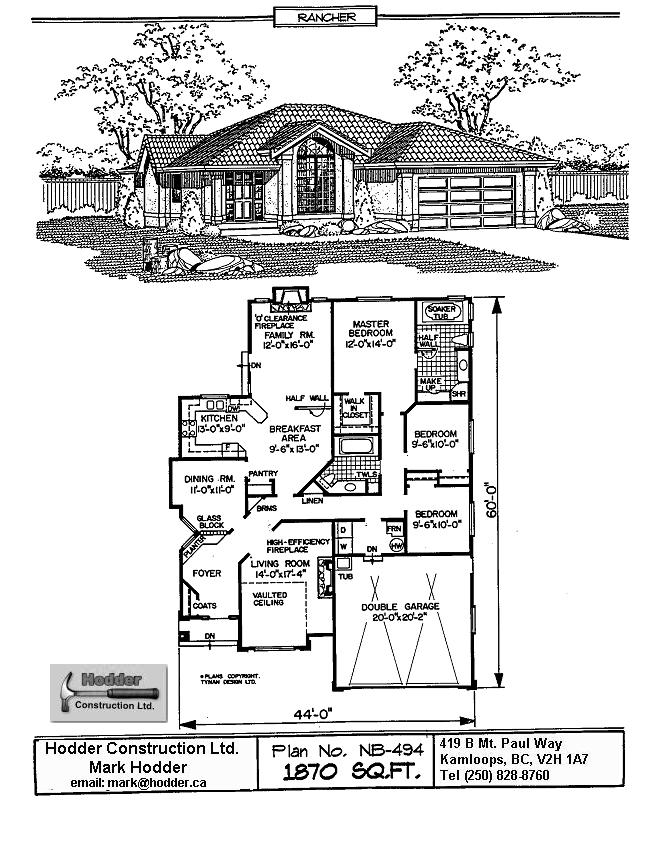 RANCHER
'O' CLEARANCE
FIREPLACE
FAMILY RM.
12'-0"x16'-0"
MASTER
BEDROOM
12'-0"x14'-0"
SOAKER
TUB
HALF
WALL
MAKE
UP
SHR
DN
HALF WALL
WALK
IN
CLOSET
DW
KITCHEN
13'-0"x9'-0"
F
BREAKFAST
AREA
9'-6"x13'-0"
BEDROOM
9'-6"x10'-0"
TWLS
PANTRY
DINING RM.
11'-0"x11'-0"
LINEN
BRMS
GLASS
BLOCK
BEDROOM
9'-6"x10'-0"
60'-0"
PLANTER
HIGH-EFFICIENCY
FIREPLACE
D
W
FRN
HW
DN
LIVING ROOM
14'-0"x17'-4"
FOYER
TUB
VAULTED
CEILING
COATS
DOUBLE GARAGE
20'-0"x20'-2"
DN
© PLANS COPYRIGHT.
TYNAN DESIGN LTD.
Hodder
Construction Ltd.
44'-0"
Hodder Construction Ltd.
Mark Hodder
email: mark@hodder.ca
Plan No. NB-494
1870 SQ.FT.
419 B Mt. Paul Way
Kamloops, BC, V2H 1A7
Tel (250) 828-8760